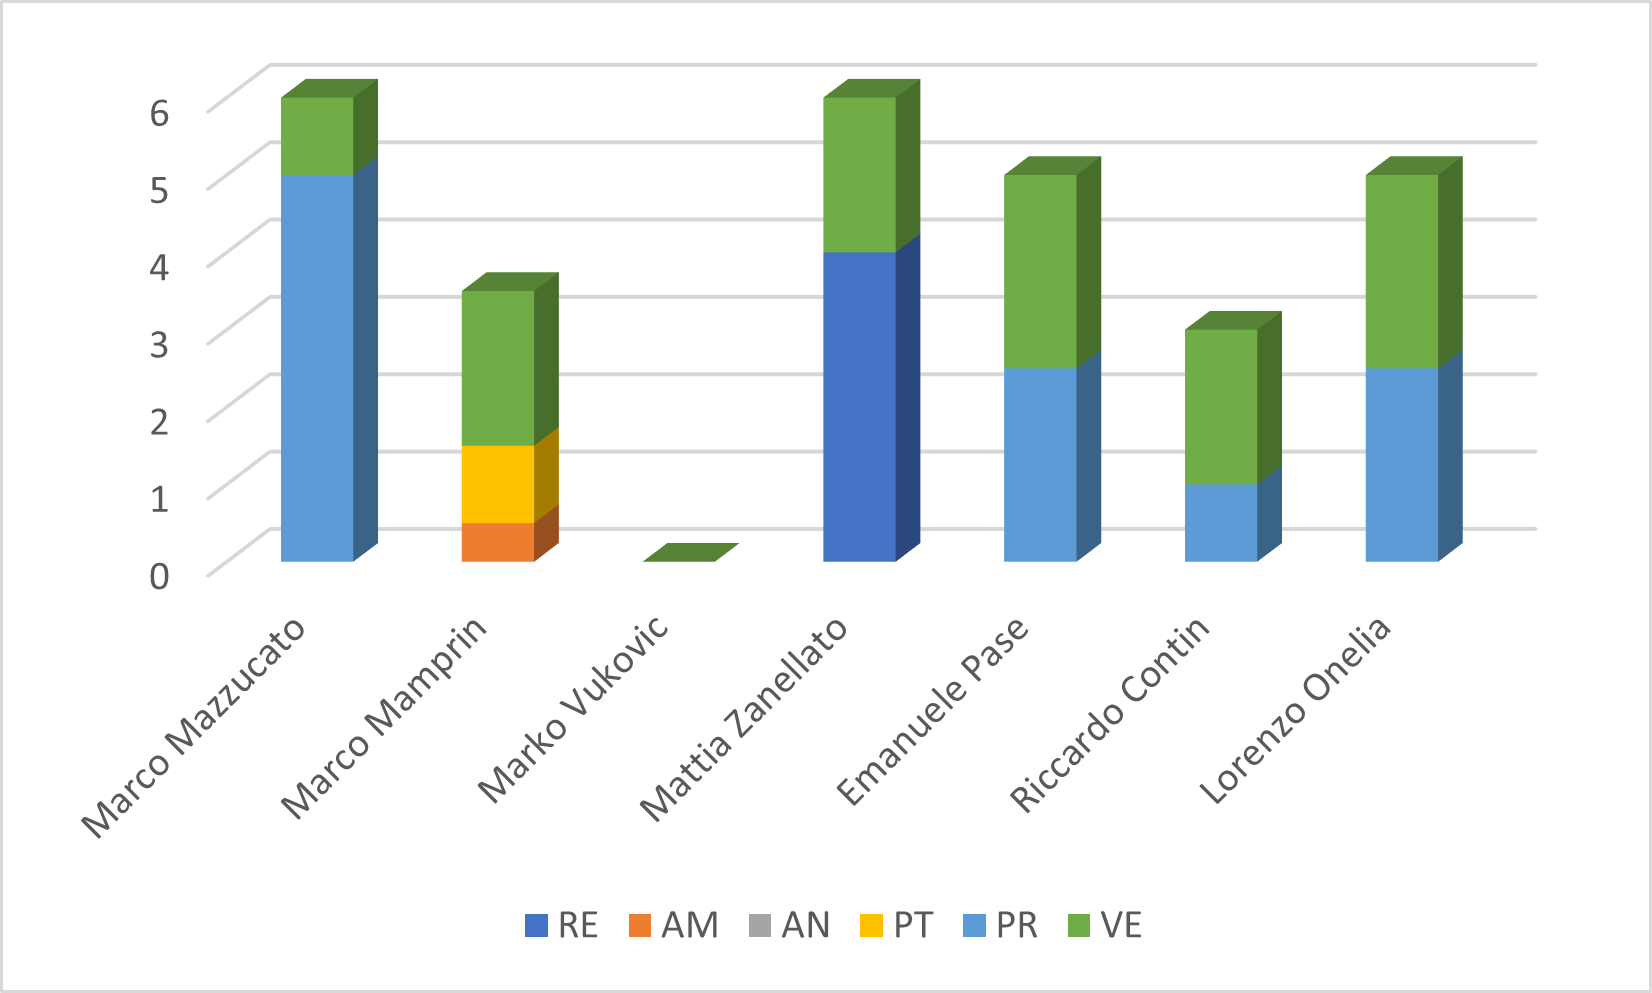 6
5
4
3
2
1
0
Marco Mazzucato
Marco Mamprin
Marko Vukovic
Mattia Zanellato
Emanuele Pase
Riccardo Contin
Lorenzo Onelia
RE AM AN PT PR VE